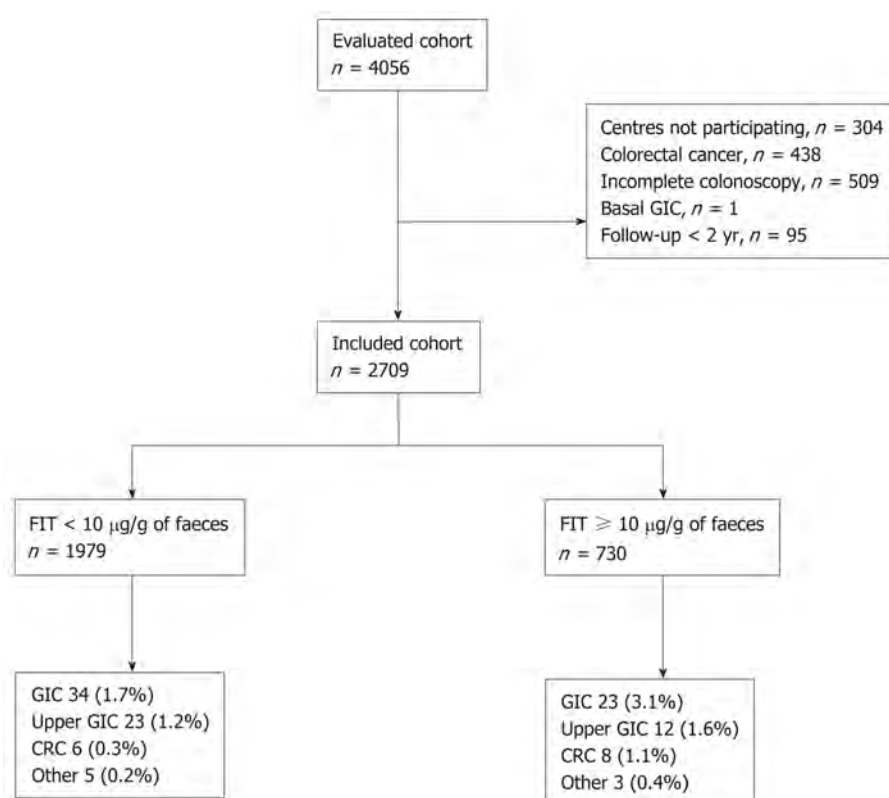 Evaluated cohort
n = 4056
Centres not participating, n = 304
Colorectal cancer, n = 438
Incomplete colonoscopy, n = 509
Basal GIC, n = 1
Follow-up < 2 yr, n = 95
Included cohort
n = 2709
FIT < 10 μg/g of faeces
n = 1979
FIT ⩾ 10 μg/g of faeces
n = 730
GIC 34 (1.7%)
Upper GIC 23 (1.2%)
CRC 6 (0.3%)
Other 5 (0.2%)
GIC 23 (3.1%)
Upper GIC 12 (1.6%)
CRC 8 (1.1%)
Other 3 (0.4%)